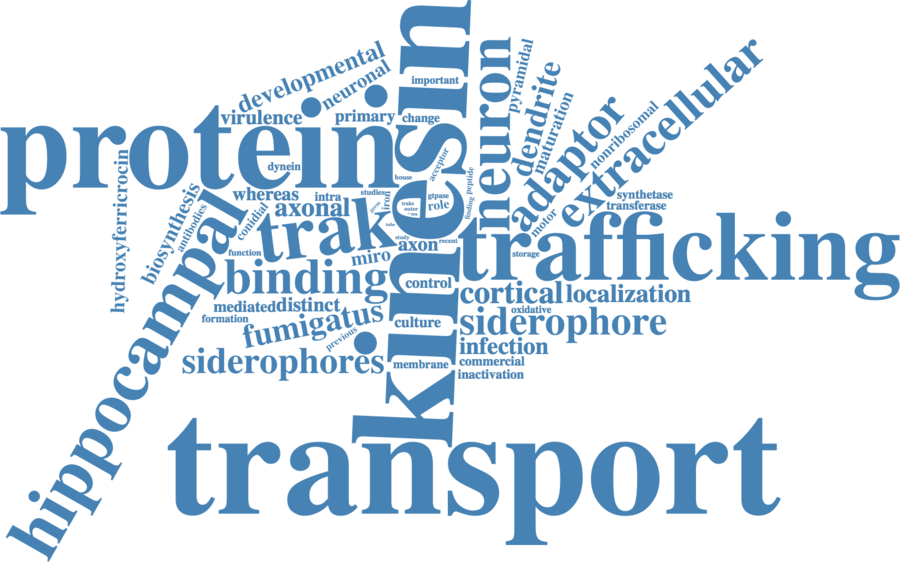 protein
kinesin
transport
trafficking
hippocampal
neuron
extracellular
adaptor
trak
binding
siderophore
siderophores
fumigatus
cortical
localization
infection
commercial
inactivation
oxidative
developmental
neuronal
virulence
primary
change
important
pyramidal
dendrite
maturation
nonribosomal
synthetase
transferase
motor
storage
dynein
whereas
intra
studies
axonal
house
acceptor
peptide
finding
gtpase
role
iron
outer
hydroxyferricrocin
biosynthesis
antibodies
conidial
function
miro
axon
study
recent
control
mediated
distinct
formation
previous
culture
membrane